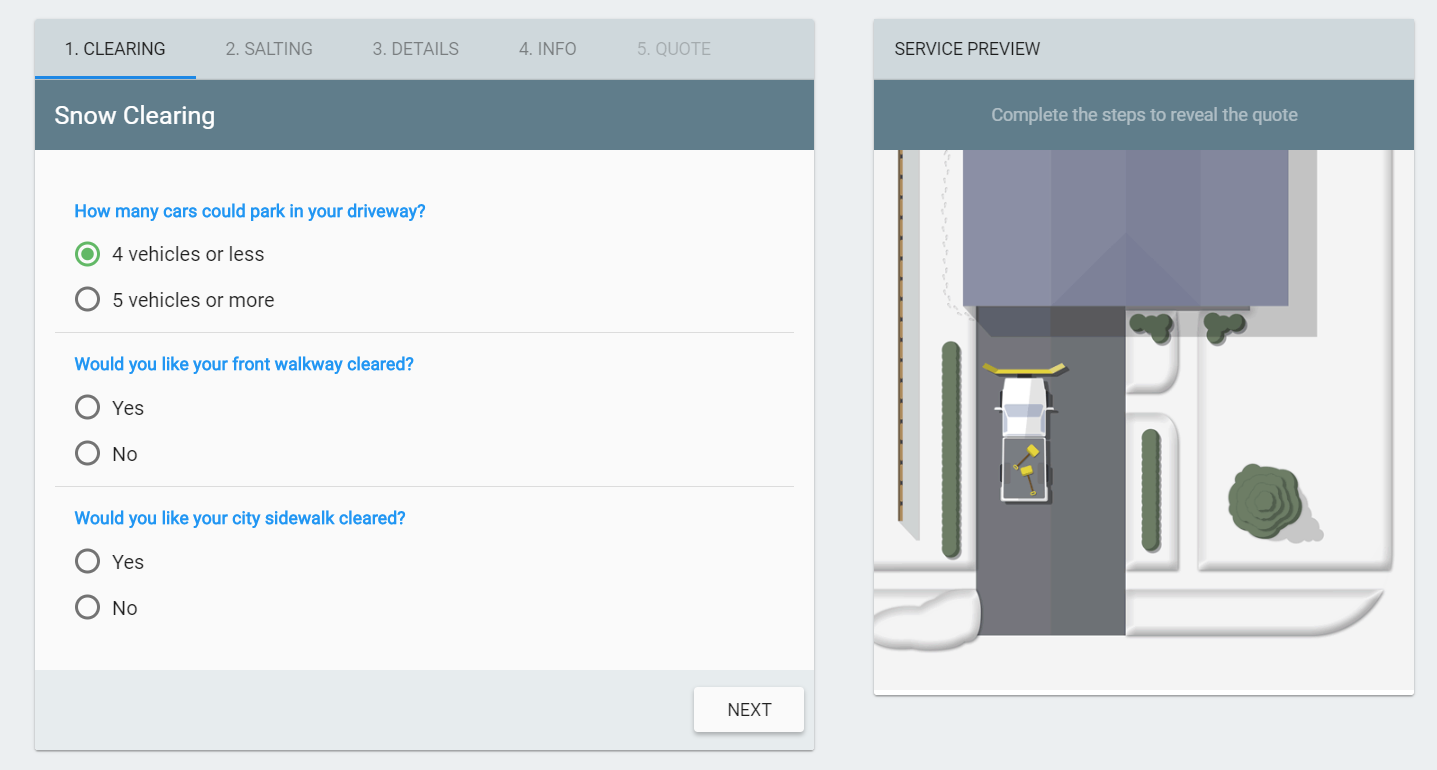 1. CLEARING
2. SALTING
3. DETAILS
4. INFO
5. QUOTE
Snow Clearing
How many cars could park in your driveway?
4 vehicles or less
5 vehicles or more
Would you like your front walkway cleared?
Yes
No
Would you like your city sidewalk cleared?
Yes
No
NEXT
SERVICE PREVIEW
Complete the steps to reveal the quote